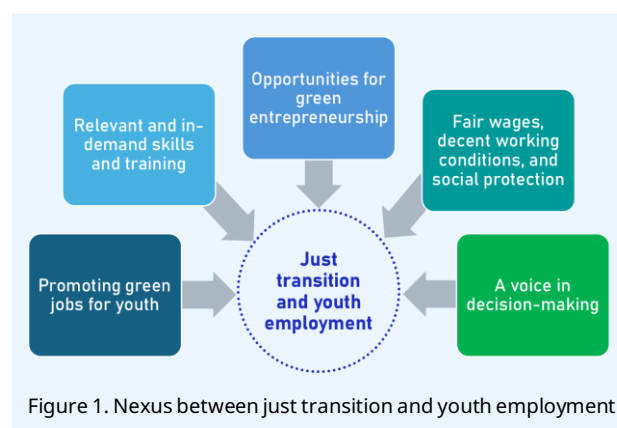 Opportunities for
green
entrepreneurship
Relevant and in-
demand skills
and training
Fair wages,
decent working
conditions, and
social protection
Promoting green
jobs for youth
Just
transition
and youth
employment
A voice in
decision-making
Figure 1. Nexus between just transition and youth employment